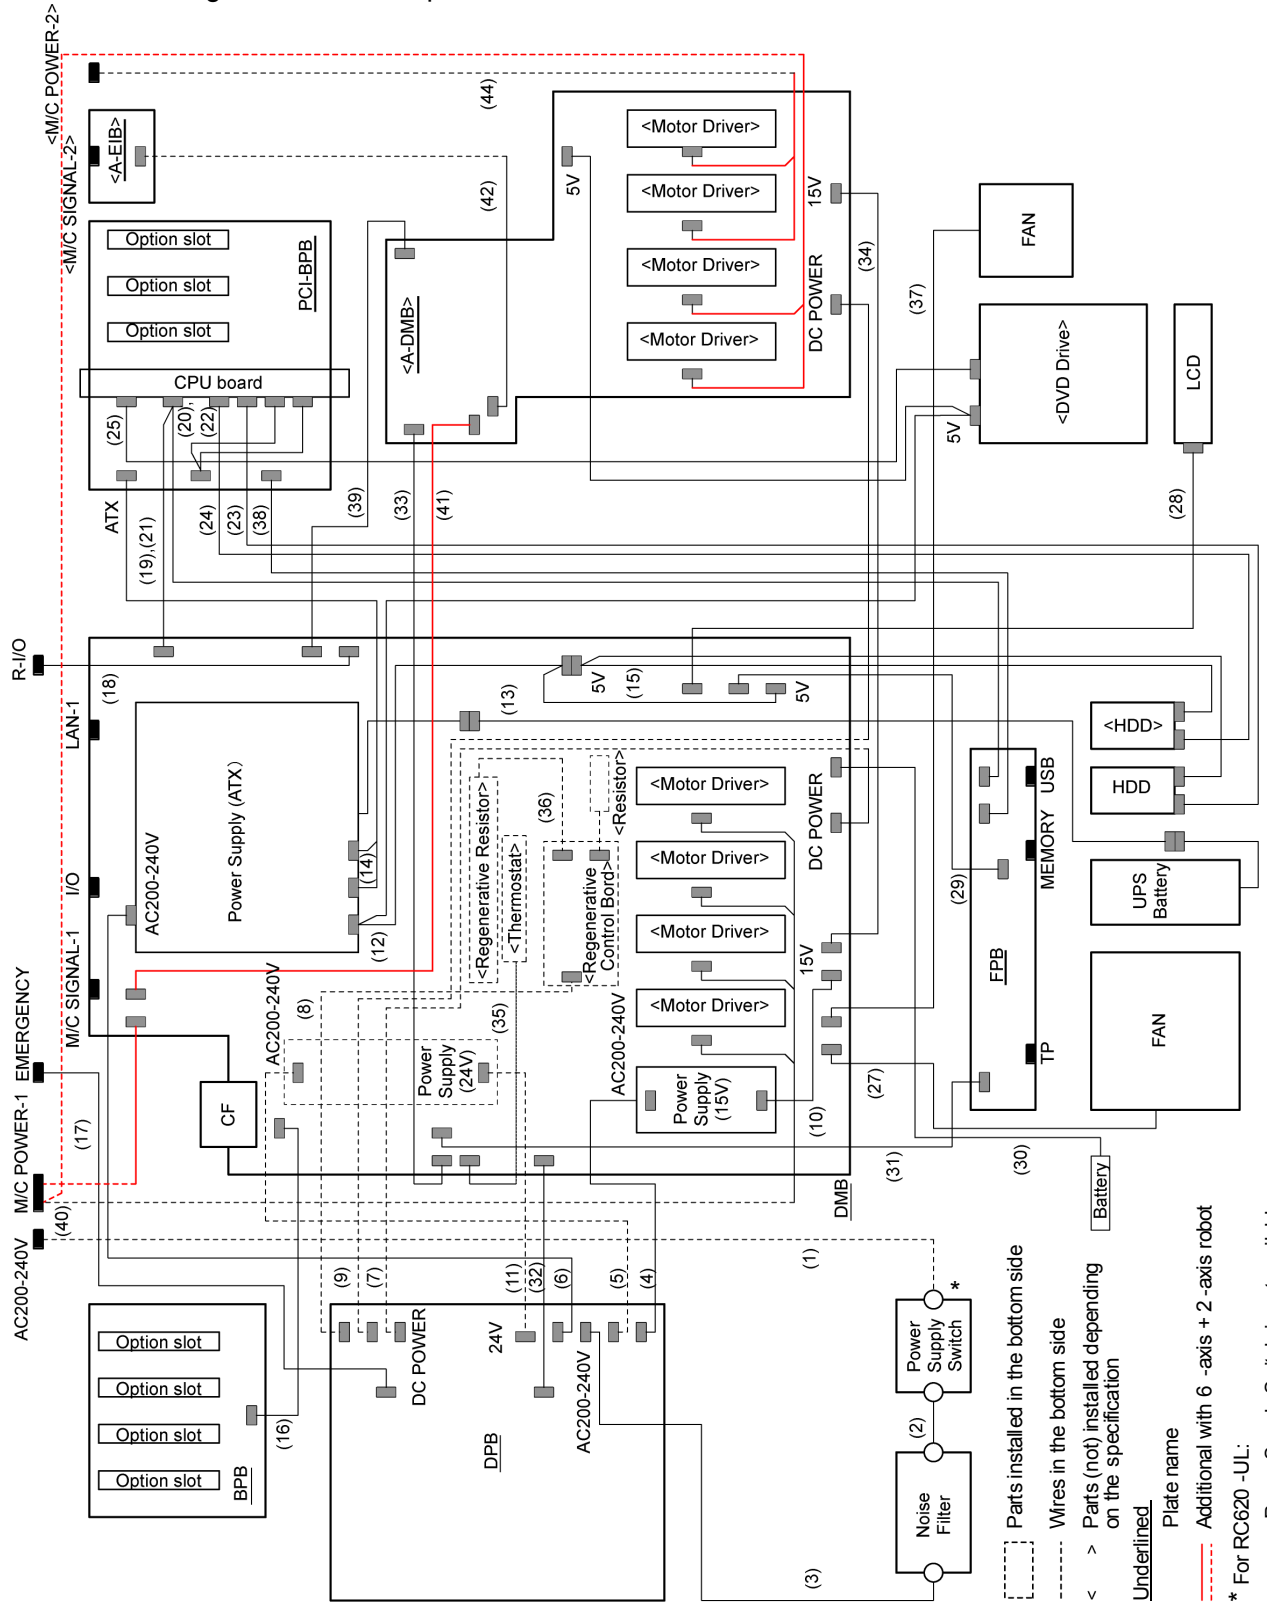 <M/C POWER-2>
<M/C SIGNAL-2>
<A-EIB>
(44)
(42)
Option slot
Option slot
Option slot
PCI-BPB
CPU board
(25)
(20),
(22)
ATX
(19),(21)
(24)
(23)
(38)
(39)
(33)
(41)
<A-DMB>
5V
<Motor Driver>
<Motor Driver>
<Motor Driver>
<Motor Driver>
15V
DC POWER
(34)
(37)
FAN
<DVD Drive>
5V
LCD
(28)
R-I/O
(18)
LAN-1
I/O
M/C SIGNAL-1
EMERGENCY
M/C POWER-1
AC200-240V
(17)
(40)
AC200-240V
Power Supply (ATX)
(14)
(12)
(13)
5V
(15)
5V
<Regenerative Resistor>
<Thermostat>
(36)
<Resistor>
<Regenerative
Control Bord>
(8)
(35)
AC200-240V
Power
Supply
(24V)
CF
<Motor Driver>
<Motor Driver>
<Motor Driver>
<Motor Driver>
DC POWER
15V
AC200-240V
Power
Supply
(15V)
(10)
(27)
(31)
DMB
(29)
FPB
USB
MEMORY
TP
(30)
Battery
<HDD>
HDD
UPS
Battery
FAN
Option slot
Option slot
Option slot
Option slot
BPB
(16)
(9)
(7)
DC POWER
(11)
(32)
24V
(6)
(5)
(4)
AC200-240V
DPB
(1)
Power
Supply
Switch
*
(2)
Noise
Filter
(3)
Parts installed in the bottom side
Wires in the bottom side
< > Parts (not) installed depending
on the specification
Underlined
Plate name
Additional with 6 -axis + 2 -axis robot
* For RC620 -UL: